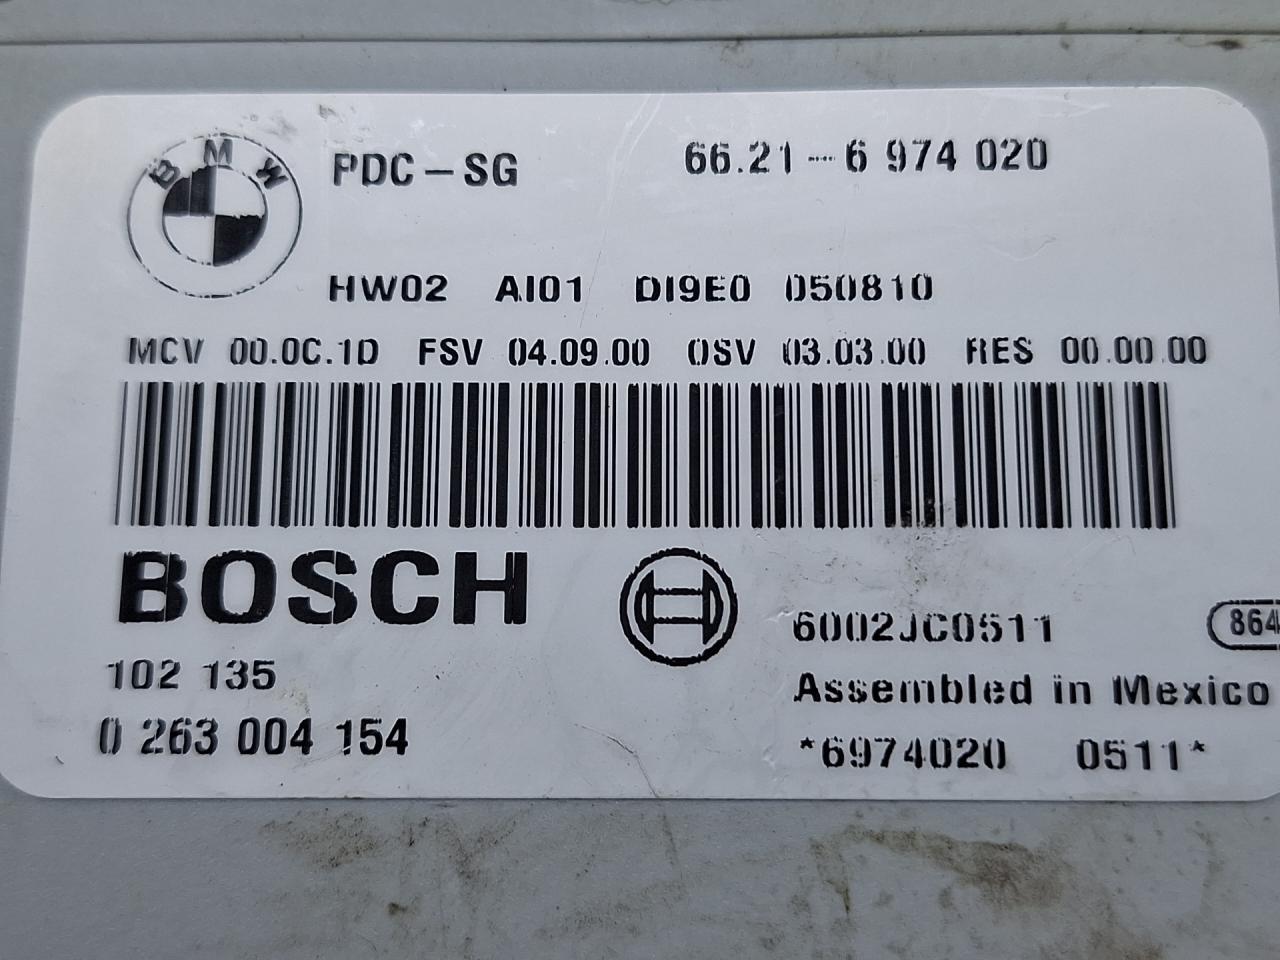 BMW
PDC-SG 66.21-6 974 020
HW02 AI01 DI9E0 050810
MCV 00.0C.1D FSV 04.09.00 OSV 03.03.00 RES 00.00.00
BOSCH
6002JC0511 864
102 135 Assembled in Mexico
0 263 004 154 *6974020 0511*